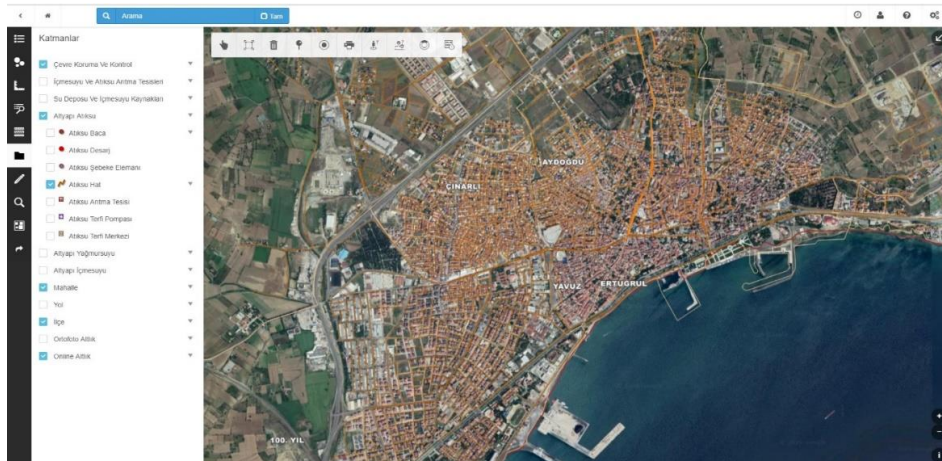 Arama
Tam
Katmanlar
Çevre Koruma Ve Kontrol
İçmesuyu Ve Atıksu Arıtma Tesisleri
Su Deposu Ve İçmesuyu Kaynakları
Altyapı Atıksu
Atıksu Baca
Atıksu Deşarj
Atıksu Şebeke Elemanı
Atıksu Hat
Atıksu Arıtma Tesisi
Atıksu Terfi Pompası
Atıksu Terfi Merkezi
Altyapı Yağmursuyu
Altyapı İçmesuyu
Mahalle
Yol
İlçe
Ortofoto Altlık
Online Altlık
AYDOĞDU
ÇINARLI
YAVUZ
ERTUĞRUL
100. YIL